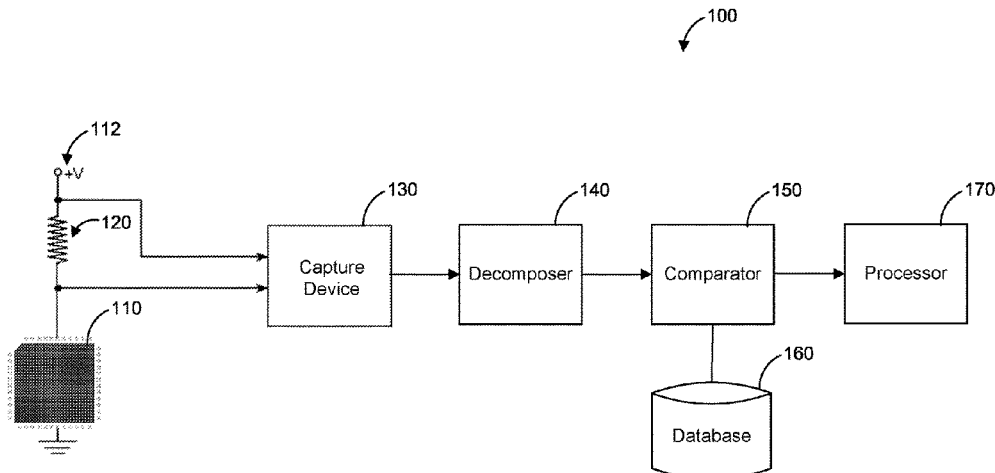 100
112
+V
120
130
140
150
170
Capture
Device
Decomposer
Comparator
Processor
110
160
Database